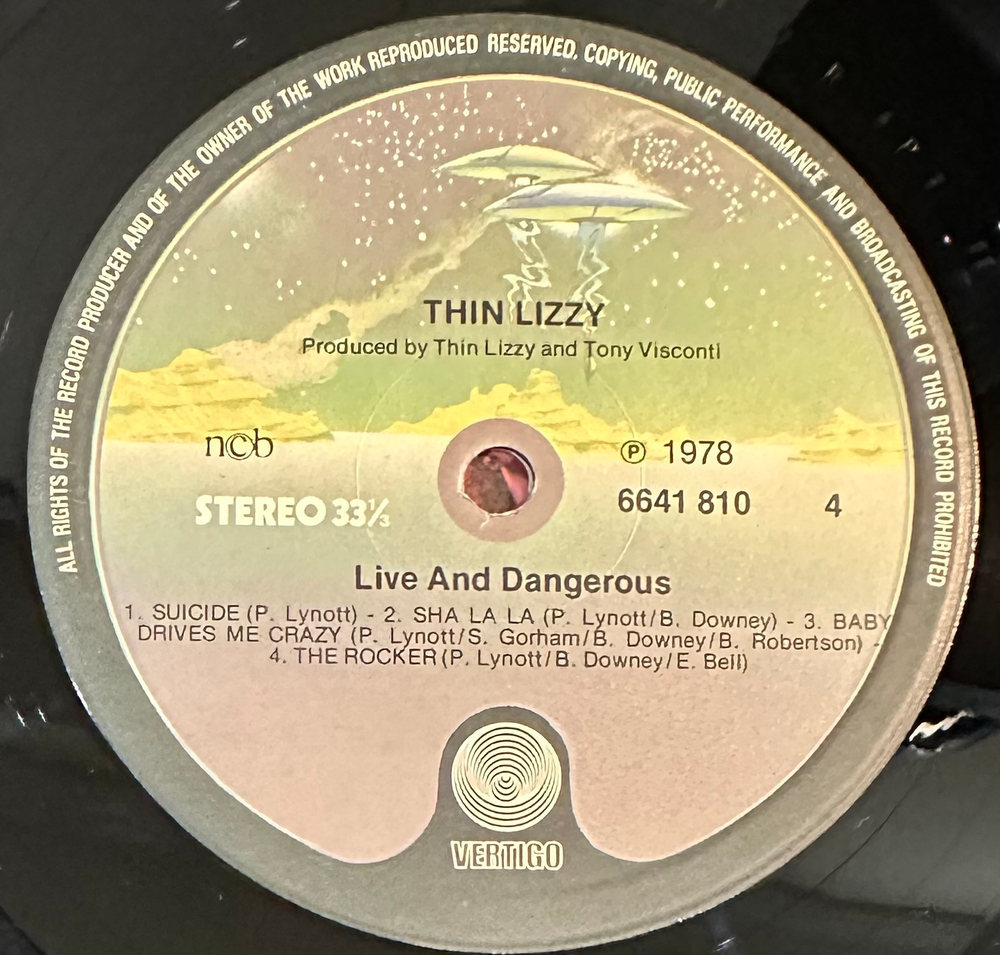 ALL RIGHTS OF THE RECORD PRODUCER AND OF THE OWNER OF THE WORK REPRODUCED RESERVED. COPYING, PUBLIC PERFORMANCE AND BROADCASTING OF THIS RECORD PROHIBITED
THIN LIZZY
Produced by Thin Lizzy and Tony Visconti
n©b
℗ 1978
STEREO 33⅓
6641 810 4
Live And Dangerous
1. SUICIDE (P. Lynott) - 2. SHA LA LA (P. Lynott/B. Downey) - 3. BABY
DRIVES ME CRAZY (P. Lynott/S. Gorham/B. Downey/B. Robertson) -
4. THE ROCKER (P. Lynott/B. Downey/E. Bell)
VERTIGO